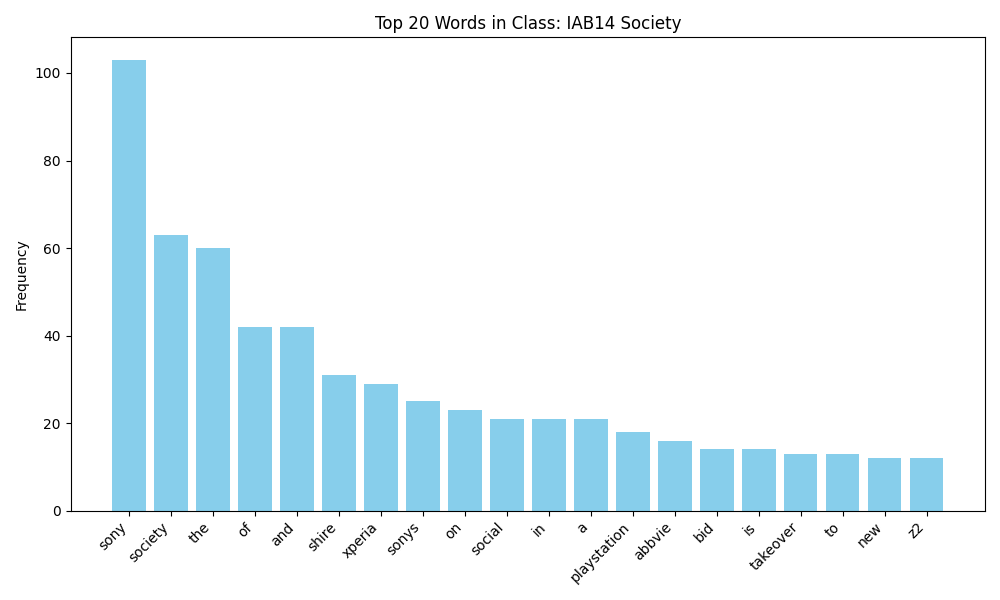 Top 20 Words in Class: IAB14 Society
Frequency
100
80
60
40
20
0
sony
society
the
of
and
shire
xperia
sonys
on
social
in
a
playstation
abbvie
bid
is
takeover
to
new
z2